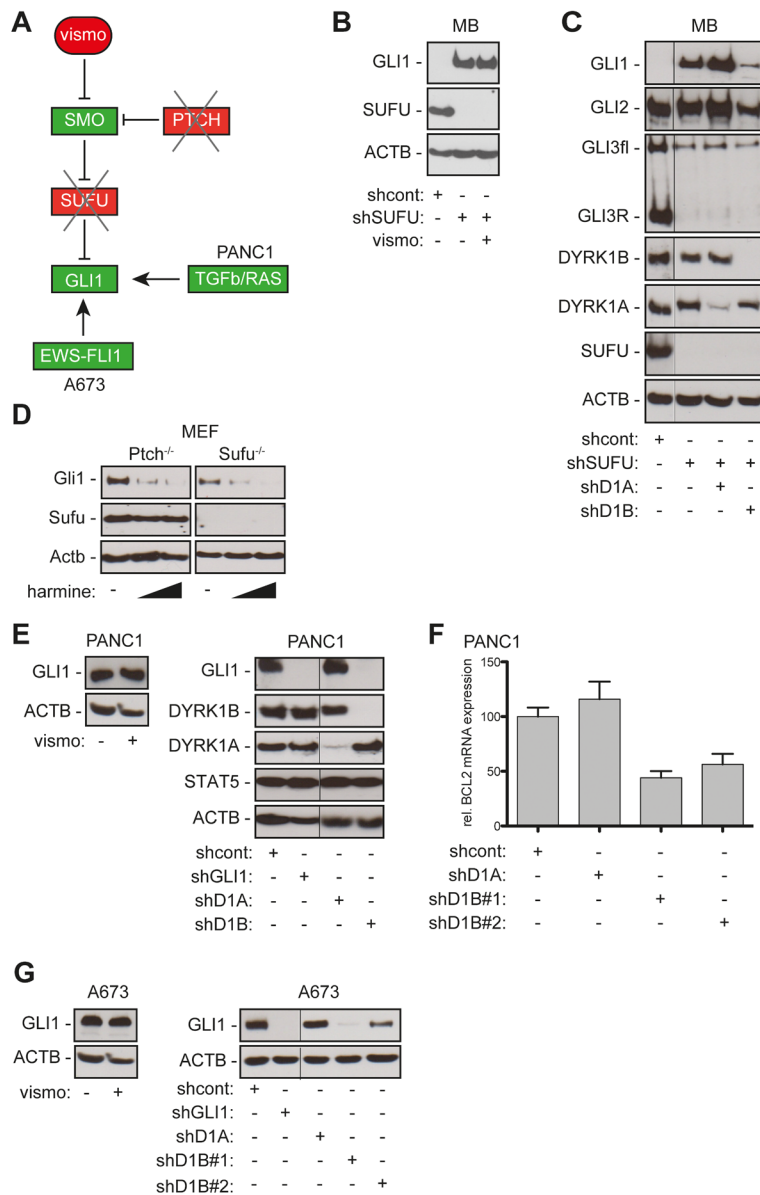 A
vismo
SMO
PTCH
SUFU
PANC1
GLI1
TGFb/RAS
EWS-FLI1
A673
B
MB
GLI1 -
SUFU -
ACTB -
shcont: + - -
shSUFU: - + +
vismo: - - +
C
MB
GLI1 -
GLI2 -
GLI3fl -
GLI3R -
DYRK1B -
DYRK1A -
SUFU -
ACTB -
shcont: + - - -
shSUFU: - + + +
shD1A: - - + -
shD1B: - - - +
D
MEF
Ptch-/- Sufu-/-
Gli1 -
Sufu -
Actb -
harmine: - -
E
PANC1
GLI1 -
ACTB -
vismo: - +
PANC1
GLI1 -
DYRK1B -
DYRK1A -
STAT5 -
ACTB -
shcont: + - - -
shGLI1: - + - -
shD1A: - - + -
shD1B: - - - +
F
PANC1
rel. BCL2 mRNA expression
150
100
50
0
shcont: + - - -
shD1A: - + - -
shD1B#1: - - + -
shD1B#2: - - - +
G
A673
GLI1 -
ACTB -
vismo: - +
A673
GLI1 -
ACTB -
shcont: + - - - -
shGLI1: - + - - -
shD1A: - - + - -
shD1B#1: - - - + -
shD1B#2: - - - - +